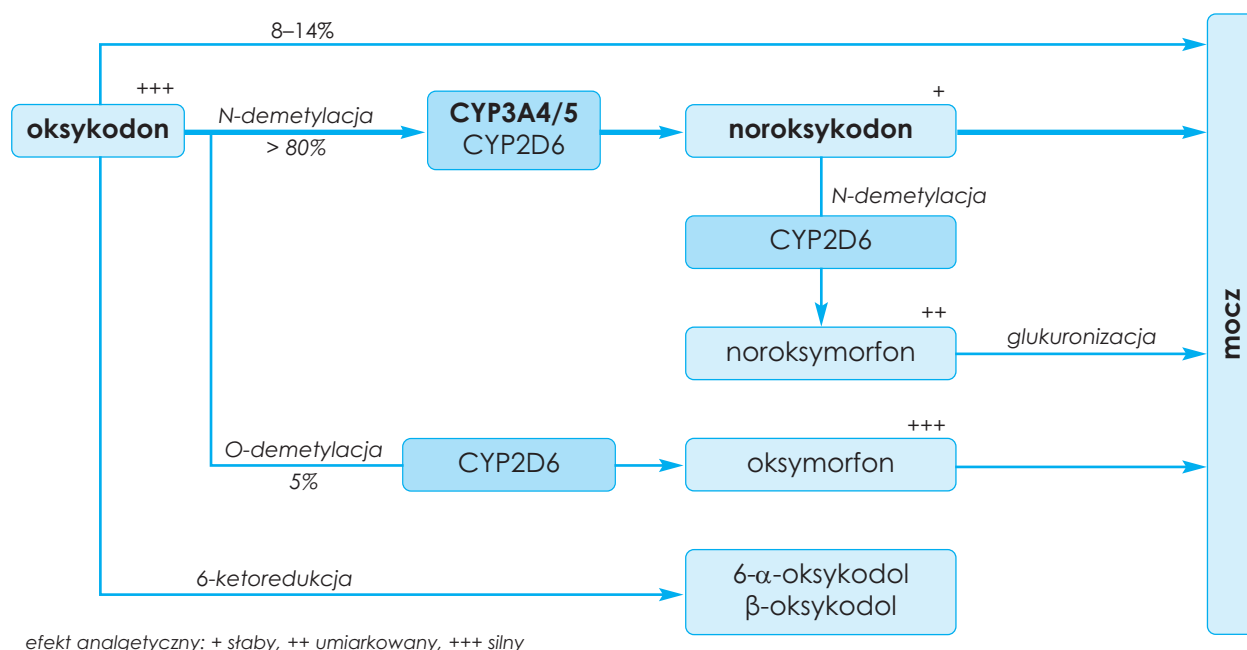 8–14%
+++
oksykodon
N-demetylacja
> 80%
CYP3A4/5
CYP2D6
+
noroksykodon
N-demetylacja
CYP2D6
++
noroksymorfon
glukuronizacja
O-demetylacja
5%
CYP2D6
+++
oksymorfon
6-ketoredukcja
6-α-oksykodol
β-oksykodol
mocz
efekt analgetyczny: + słaby, ++ umiarkowany, +++ silny